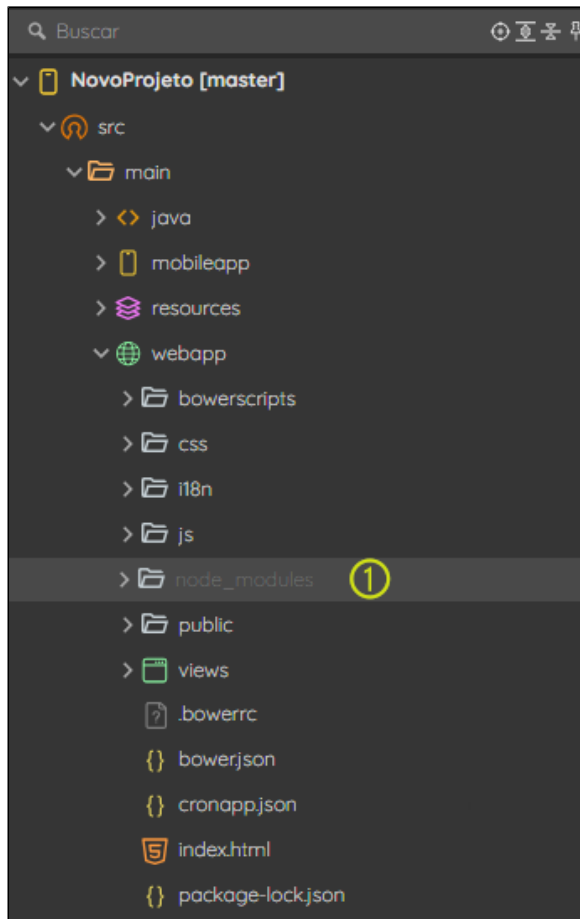 Buscar
NovoProjeto [master]
src
main
java
mobileapp
resources
webapp
bowerscripts
css
i18n
js
node_modules 1
public
views
.bowerrc
bower.json
cronapp.json
index.html
package-lock.json